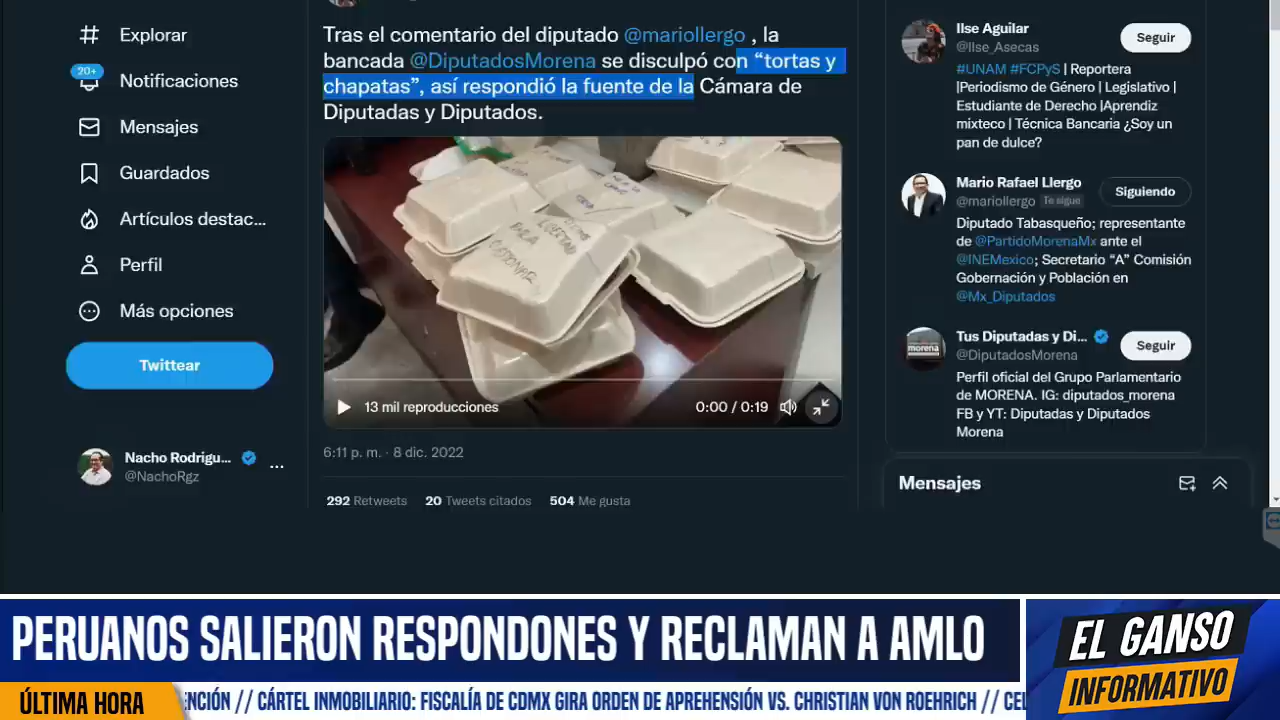 Explorar
20+
Notificaciones
Mensajes
Guardados
Artículos destac...
Perfil
Más opciones
Twittear
Nacho Rodrigu...
@NachoRgz
Tras el comentario del diputado @mariollergo , la
bancada @DiputadosMorena se disculpó con “tortas y
chapatas”, así respondió la fuente de la Cámara de
Diputadas y Diputados.
LIBERTAD
PARA
13 mil reproducciones
0:00 / 0:19
6:11 p. m. · 8 dic. 2022
292 Retweets 20 Tweets citados 504 Me gusta
Ilse Aguilar
@Ilse_Asecas
Seguir
#UNAM #FCPyS | Reportera
|Periodismo de Género | Legislativo |
Estudiante de Derecho |Aprendiz
mixteco | Técnica Bancaria ¿Soy un
pan de dulce?
Mario Rafael Llergo
@mariollergo Te sigue
Siguiendo
Diputado Tabasqueño; representante
de @PartidoMorenaMx ante el
@INEMexico; Secretario “A” Comisión
Gobernación y Población en
@Mx_Diputados
morena
Tus Diputadas y Di...
@DiputadosMorena
Seguir
Perfil oficial del Grupo Parlamentario
de MORENA. IG: diputados_morena
FB y YT: Diputadas y Diputados
Morena
Mensajes
PERUANOS SALIERON RESPONDONES Y RECLAMAN A AMLO
EL GANSO
INFORMATIVO
ÚLTIMA HORA
ENCIÓN // CÁRTEL INMOBILIARIO: FISCALÍA DE CDMX GIRA ORDEN DE APREHENSIÓN VS. CHRISTIAN VON ROEHRICH // CEL